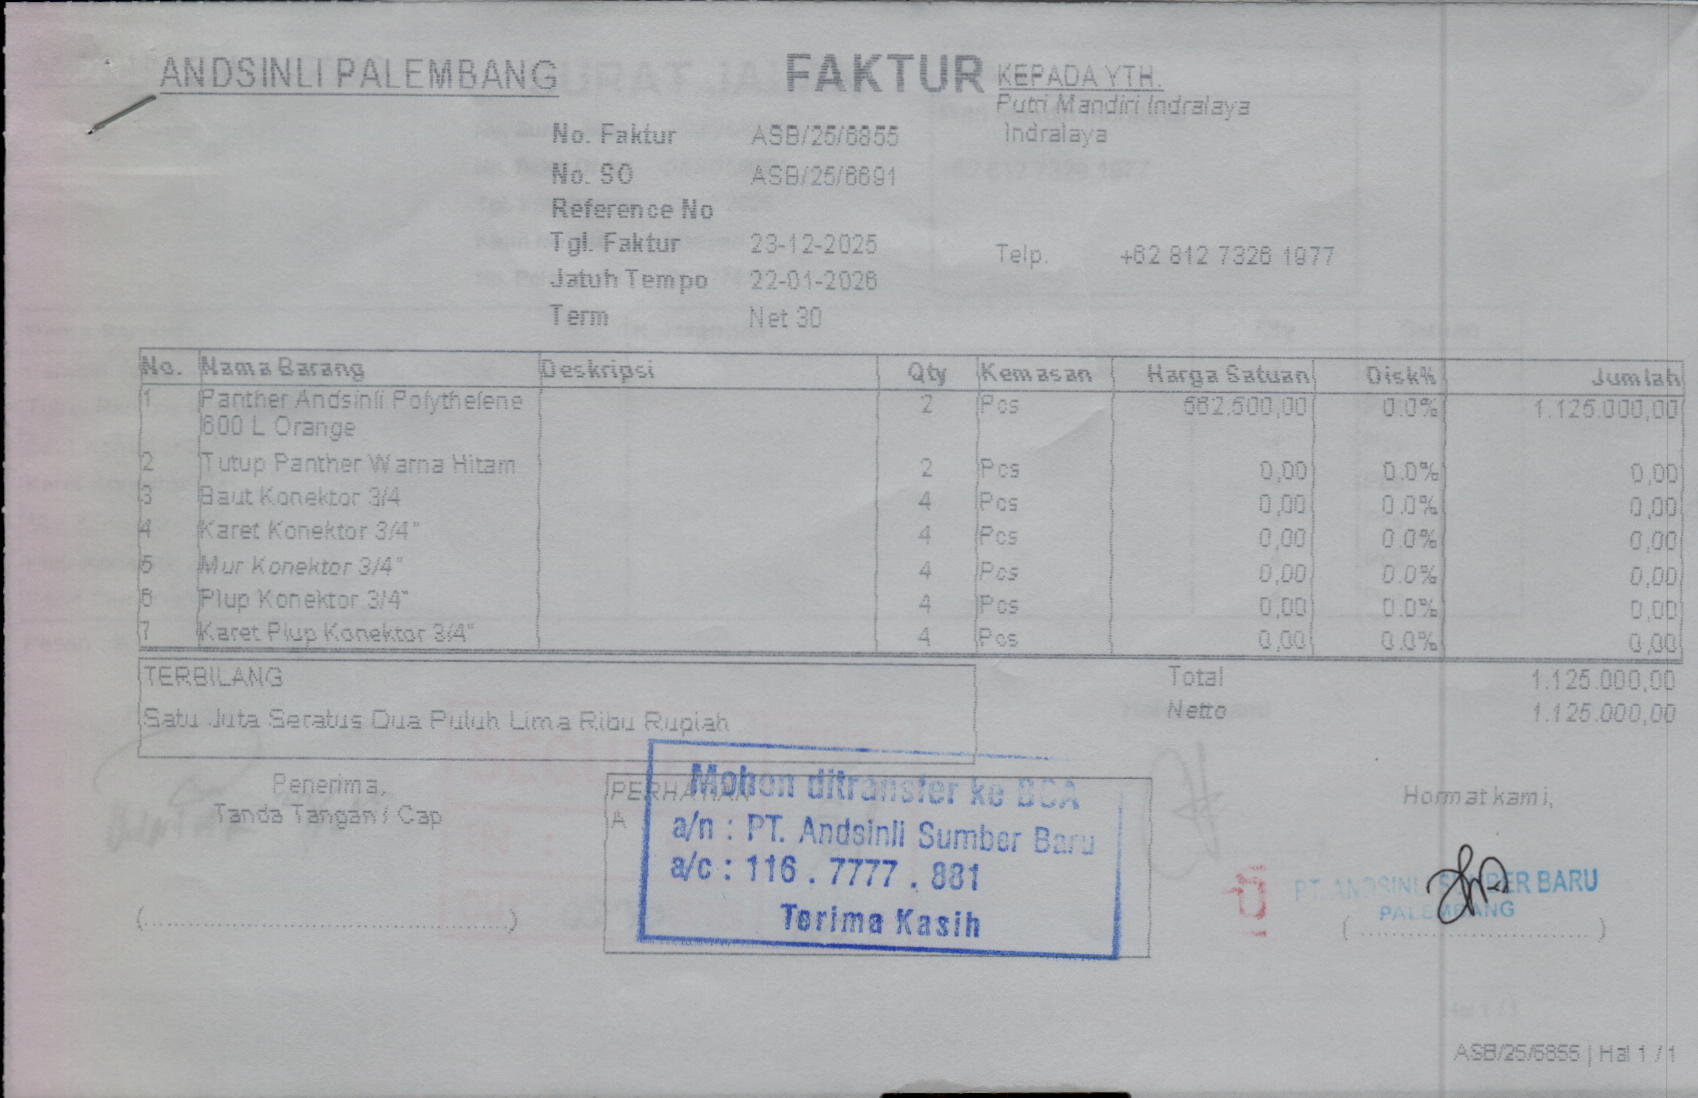 ANDSINLI PALEMBANG
FAKTUR
KEPADA YTH.
Putri Mandiri Indralaya
Indralaya
No. Faktur ASB/25/6855
No. SO ASB/25/6691
Reference No
Tgl. Faktur 23-12-2025
Jatuh Tempo 22-01-2026
Term Net 30
Telp. +62 812 7326 1977
No. Nama Barang Deskripsi Qty Kemasan Harga Satuan Disk% Jumlah
1 Panther Andsinli Polythelene 2 Pcs 562.500,00 0.0% 1.125.000,00
600 L Orange
2 Tutup Panther Warna Hitam 2 Pcs 0,00 0.0% 0,00
3 Baut Konektor 3/4 4 Pcs 0,00 0.0% 0,00
4 Karet Konektor 3/4" 4 Pcs 0,00 0.0% 0,00
5 Mur Konektor 3/4" 4 Pcs 0,00 0.0% 0,00
6 Plup Konektor 3/4" 4 Pcs 0,00 0.0% 0,00
7 Karet Plup Konektor 3/4" 4 Pcs 0,00 0.0% 0,00
TERBILANG
Satu Juta Seratus Dua Puluh Lima Ribu Rupiah
Total 1.125.000,00
Netto 1.125.000,00
Penerima,
Tanda Tangan / Cap
(.............................................)
PERHATIAN
A
Mohon ditransfer ke BCA
a/n : PT. Andsinli Sumber Baru
a/c : 116 . 7777 . 881
Terima Kasih
Hormat kami,
PT. ANDSINLI SUMBER BARU
PALEMBANG
( ............................. )
ASB/25/6855 | Hal 1 / 1